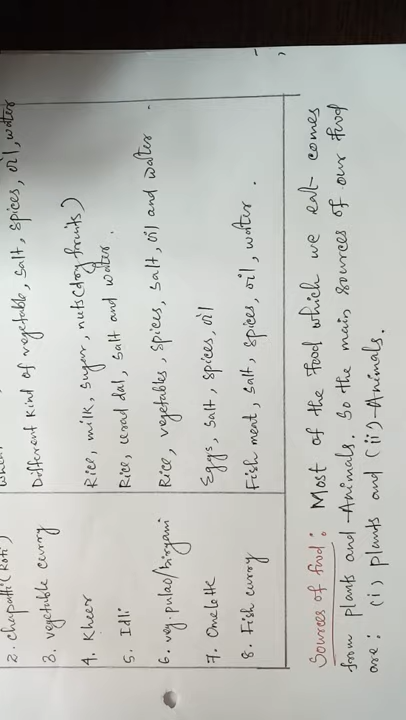 2. chapatti (Roti)
3. vegetable curry Different kind of vegetable, salt, spices, oil, water
4. Kheer Rice, milk, sugar, nuts (dry fruits)
5. Idli Rice, urad dal, salt and water.
6. veg. pulao/biryani Rice, vegetables, spices, salt, oil and water.
7. Omelette Eggs, salt, spices, oil
8. Fish curry Fish meat, salt, spices, oil, water.
Sources of food: Most of the food which we eat comes
from plants and Animals. So the main sources of our food
are: (i) plants and (ii) Animals.